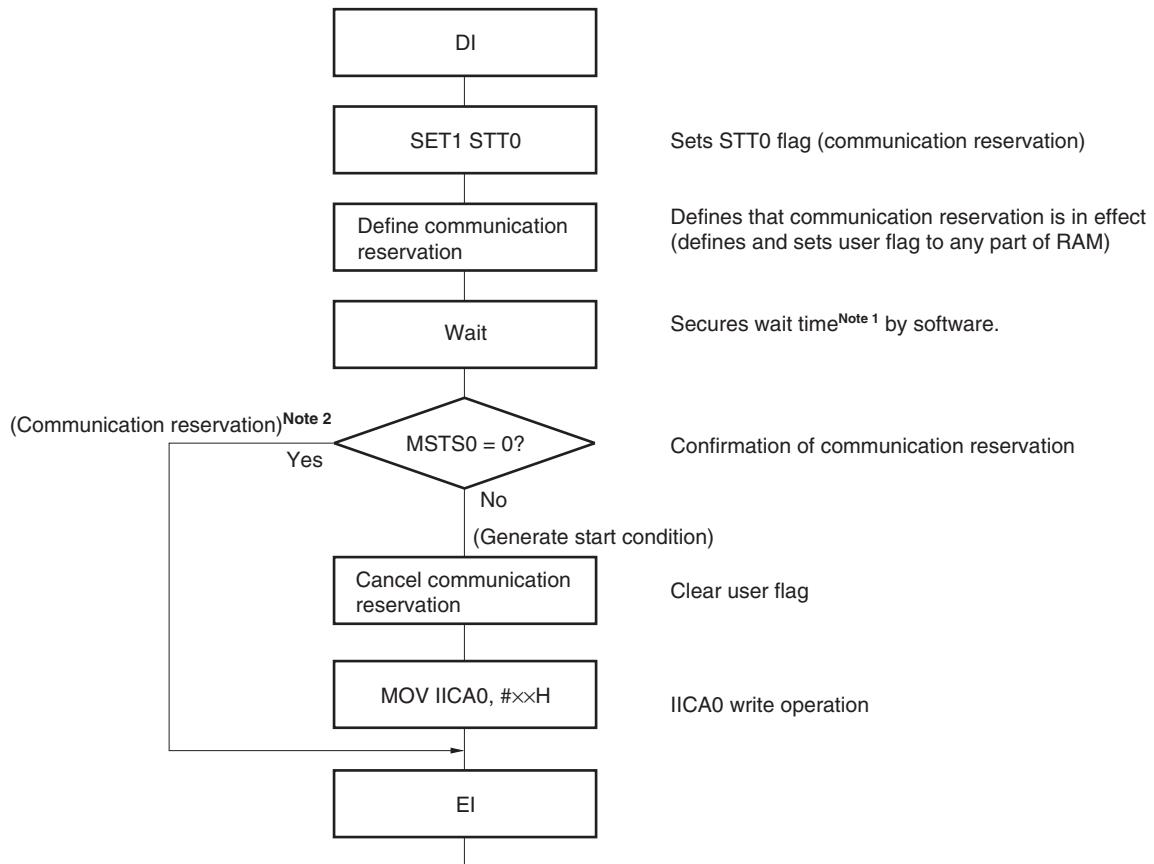 DI
SET1 STT0
Sets STT0 flag (communication reservation)
Define communication
reservation
Defines that communication reservation is in effect
(defines and sets user flag to any part of RAM)
Wait
Secures wait timeNote 1 by software.
(Communication reservation)Note 2
Yes
MSTS0 = 0?
Confirmation of communication reservation
No
(Generate start condition)
Cancel communication
reservation
Clear user flag
MOV IICA0, #××H
IICA0 write operation
EI